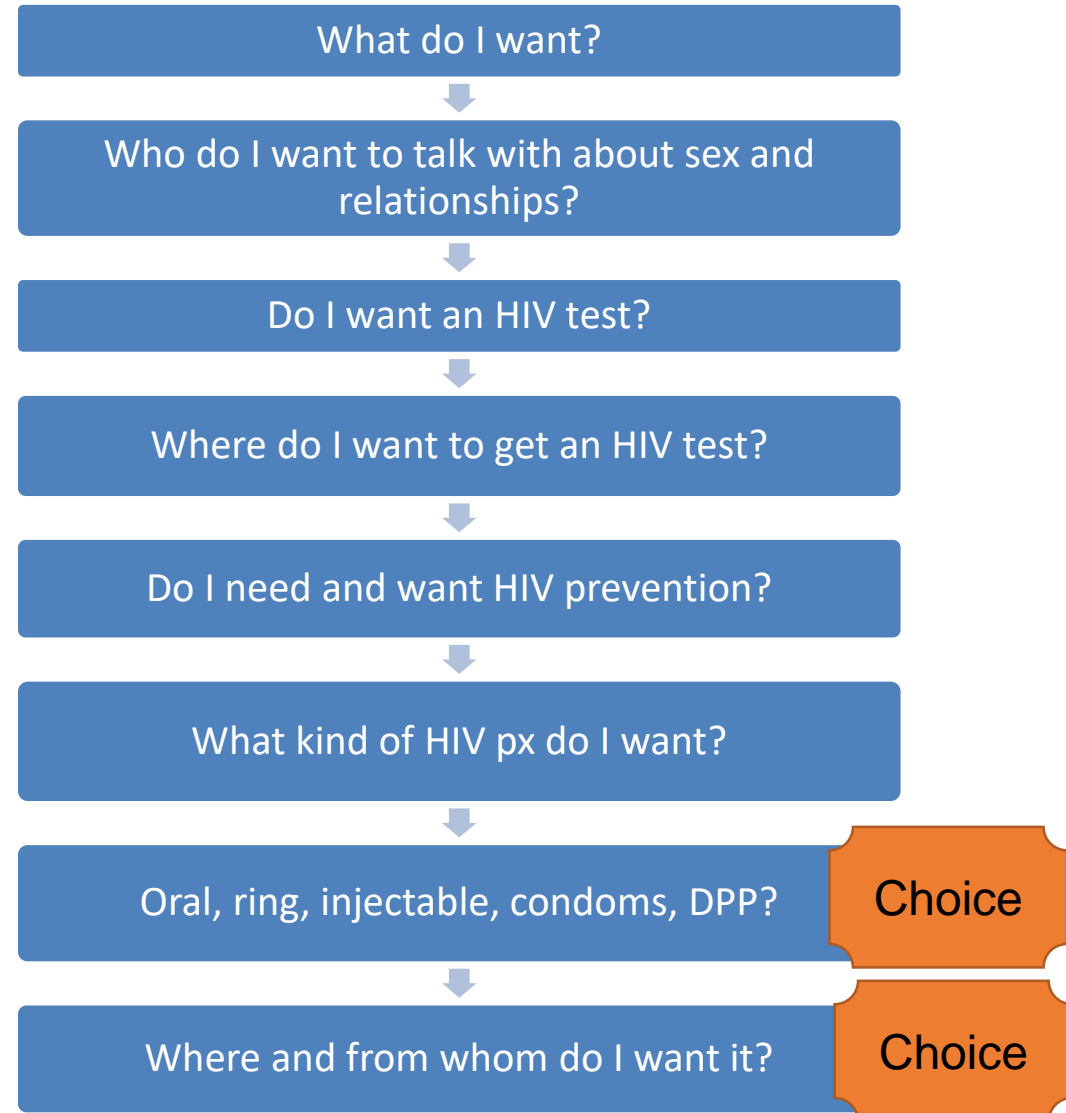 What do I want?
Who do I want to talk with about sex and
relationships?
Do I want an HIV test?
Where do I want to get an HIV test?
Do I need and want HIV prevention?
What kind of HIV px do I want?
Oral, ring, injectable, condoms, DPP?
Choice
Where and from whom do I want it?
Choice